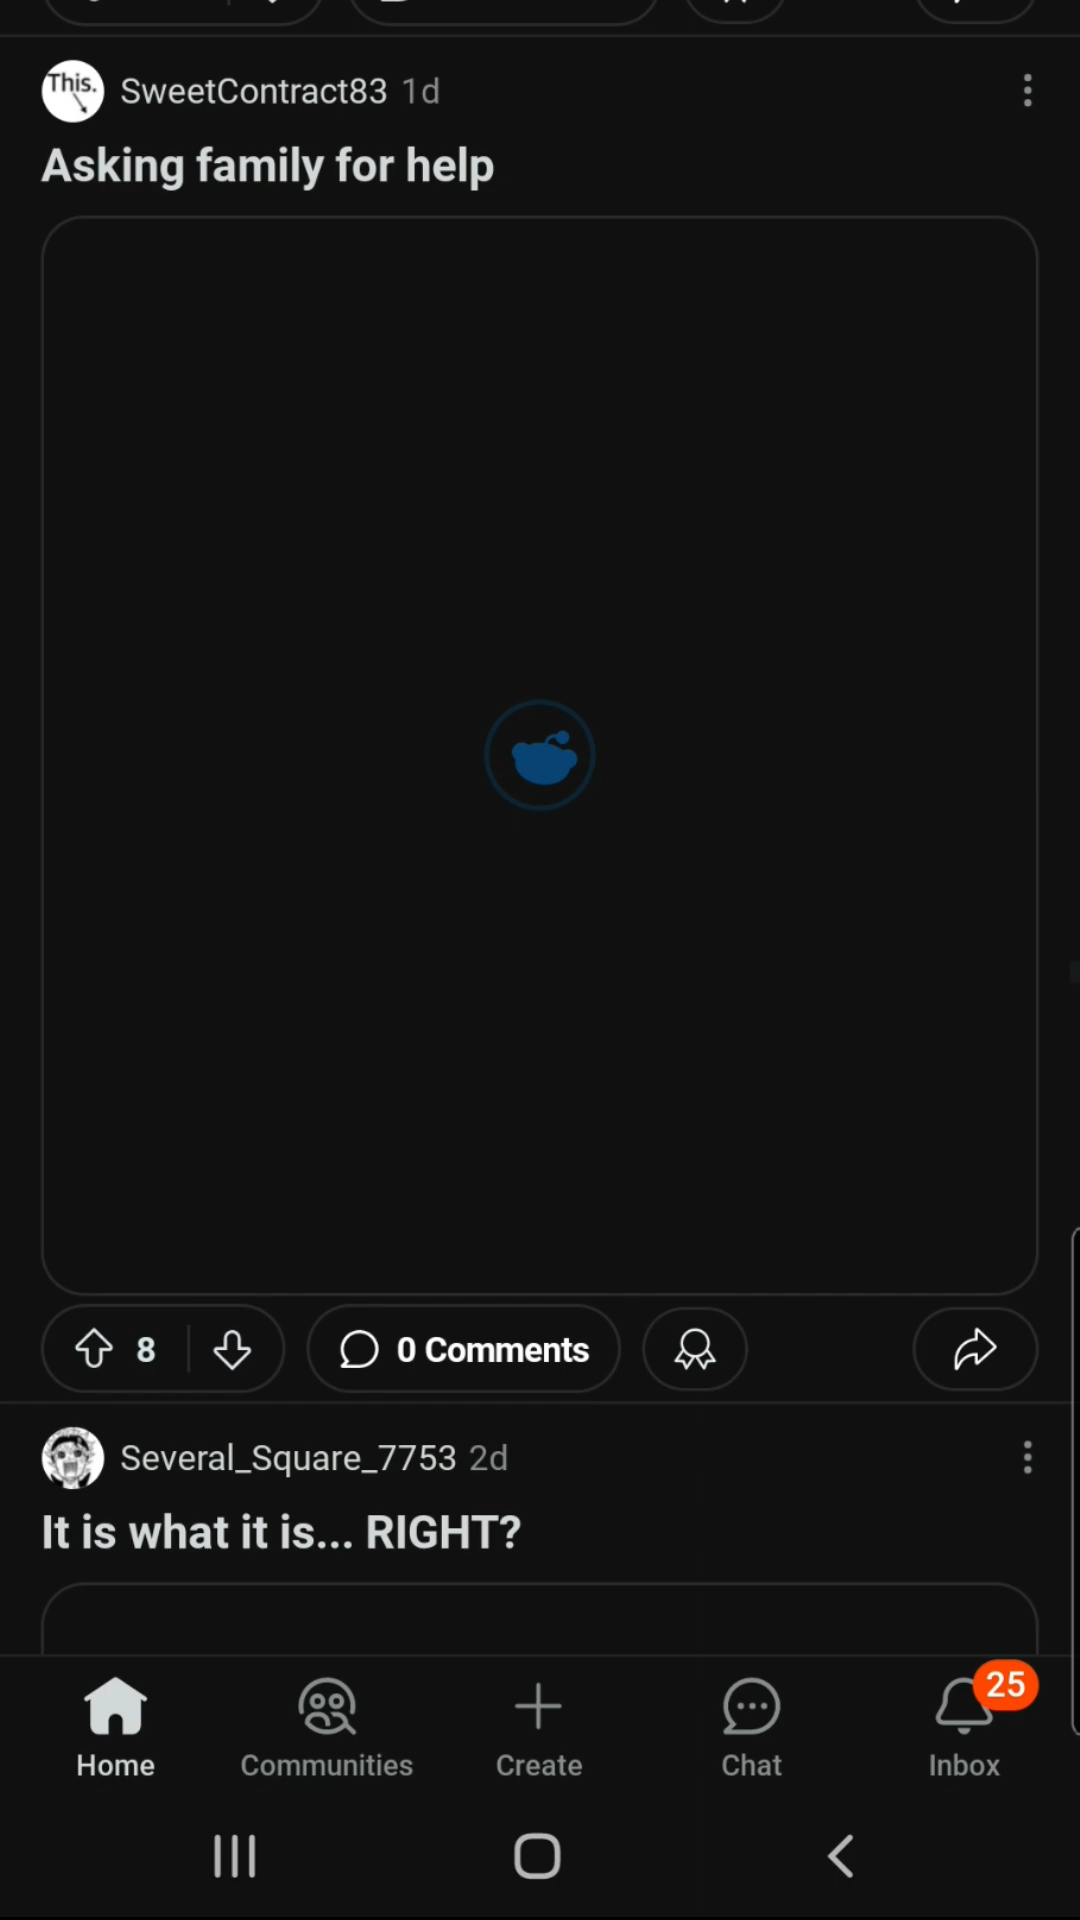 This.
SweetContract83 1d
Asking family for help
8
0 Comments
Several_Square_7753 2d
It is what it is... RIGHT?
25
Home
Communities
Create
Chat
Inbox